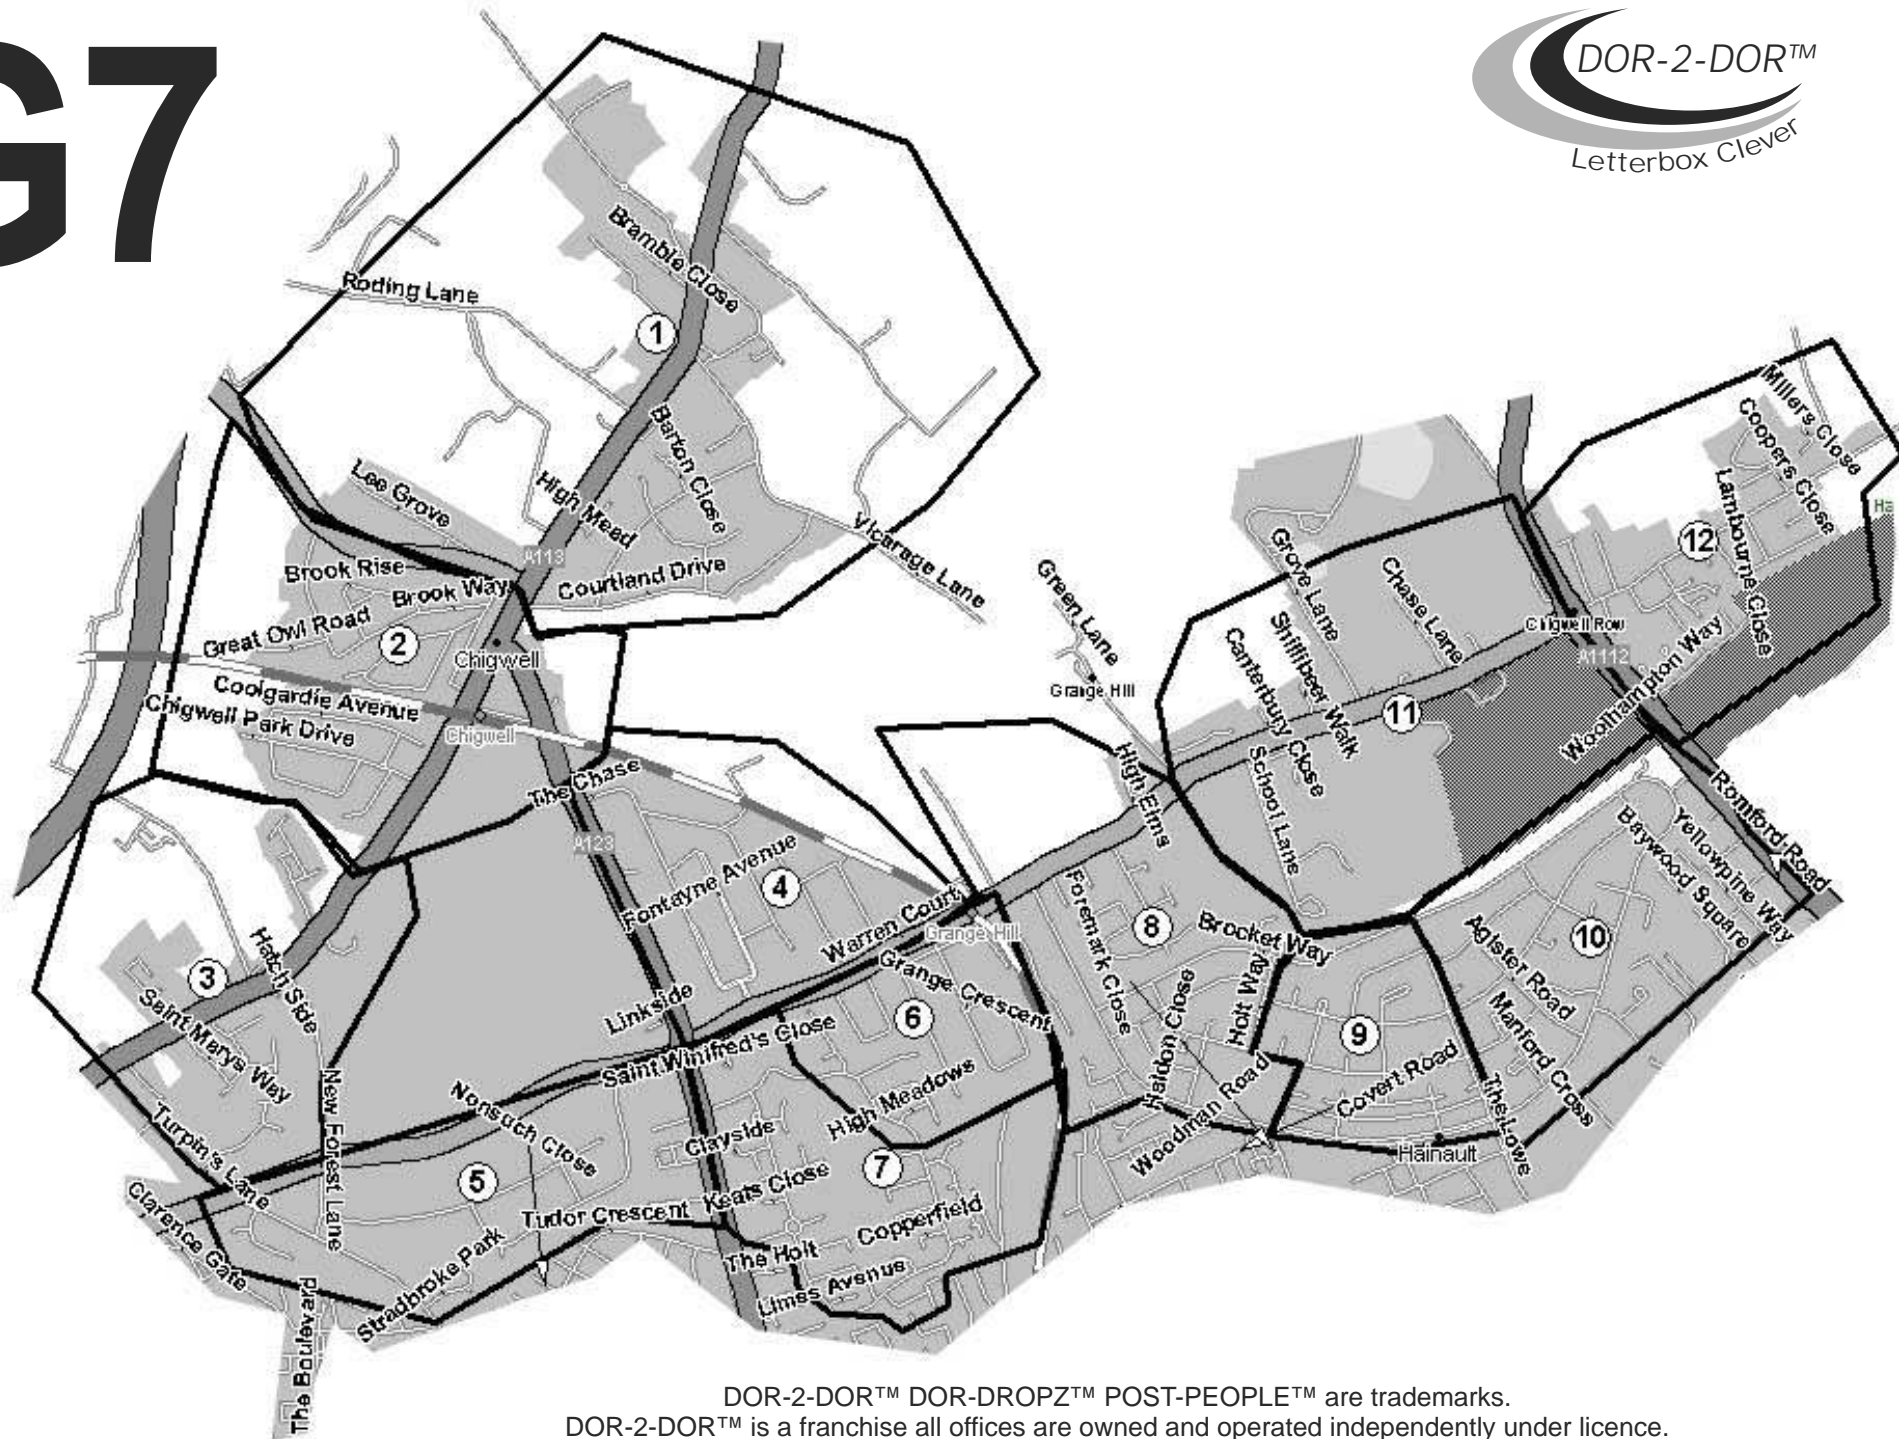 G7
DOR-2-DOR™
Letterbox Clever
Bramble Close
Roding Lane
1
Barton Close
Lee Grove
High Mead
A113
Vicarage Lane
Brook Rise
Brook Way
Courtland Drive
Great Owl Road
2
Chigwell
Coolgardie Avenue
Chigwell Park Drive
Chigwell
The Chase
A123
Fontayne Avenue
4
Warren Court
Grange Hill
Green Lane
Grange Hill
High Elms
Millers Close
Coopers Close
Lambourne Close
Ha
12
Grove Lane
Chase Lane
Shillibeer Walk
Canterbury Close
School Lane
11
Chigwell Row
A1112
Woolhampton Way
Romford Road
Yellowpine Way
Baywood Square
10
Agister Road
Manford Cross
The Lowe
Hainault
Covert Road
9
Brocket Way
Holt Way
8
Foremark Close
Haldon Close
Woodman Road
Grange Crescent
6
Linkside
Saint Winifred's Close
High Meadows
3
Hatch Side
Saint Marys Way
New Forest Lane
Turpin's Lane
Clarence Gate
The Boulevard
Nonsuch Close
5
Clayside
7
Tudor Crescent
Keats Close
Copperfield
Stradbroke Park
The Holt
Limes Avenue
DOR-2-DOR™ DOR-DROPZ™ POST-PEOPLE™ are trademarks.
DOR-2-DOR™ is a franchise all offices are owned and operated independently under licence.